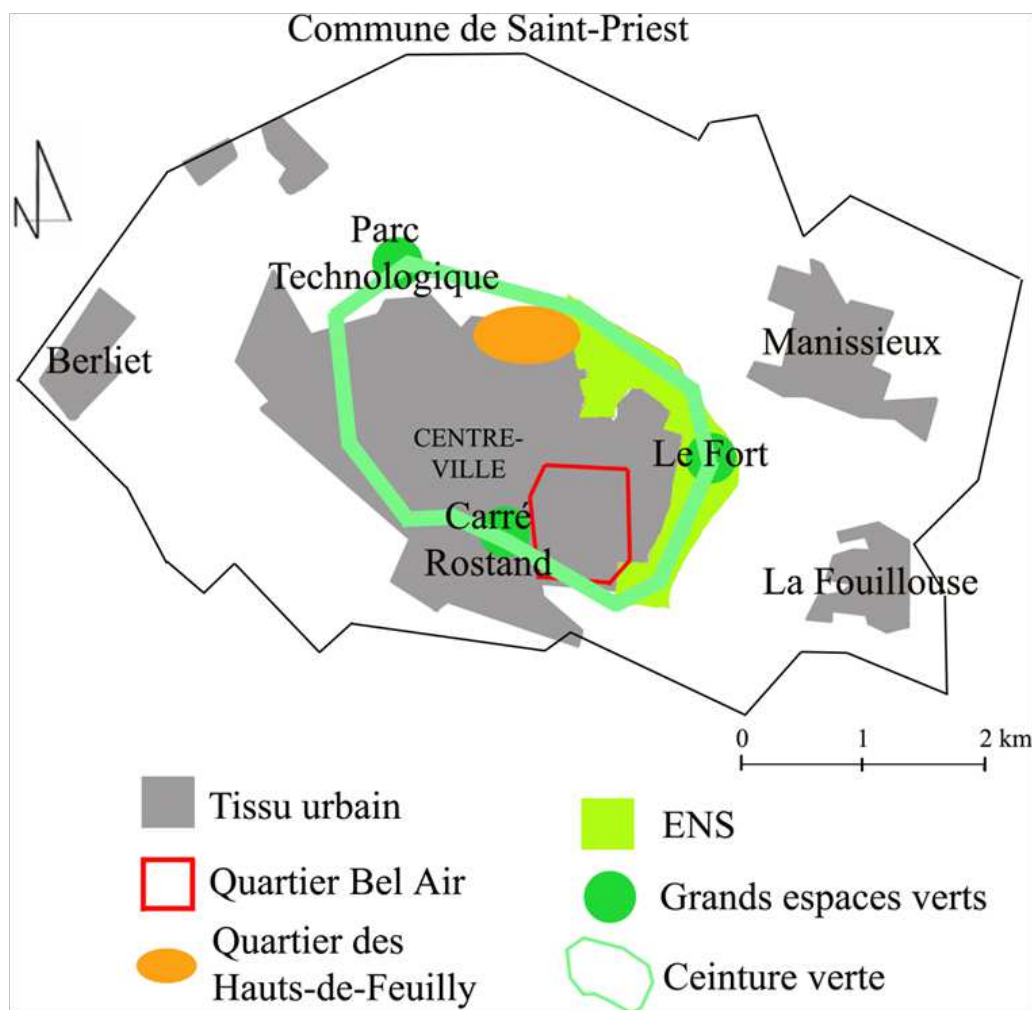 Commune de Saint-Priest
Parc
Technologique
Berliet
Manissieux
CENTRE-
VILLE
Le Fort
Carré
Rostand
La Fouillouse
0 1 2 km
Tissu urbain
ENS
Quartier Bel Air
Grands espaces verts
Quartier des
Hauts-de-Feuilly
Ceinture verte